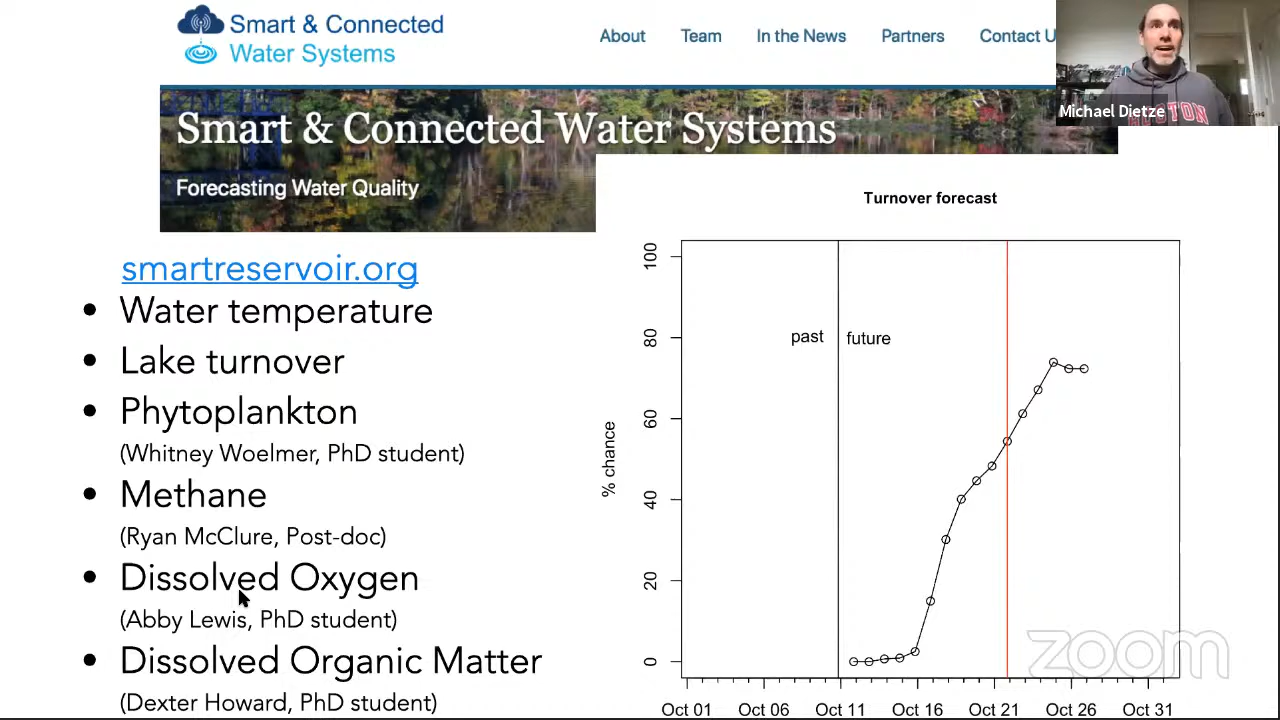 Smart & Connected
Water Systems
About Team In the News Partners Contact U
Michael Dietze
Smart & Connected Water Systems
Forecasting Water Quality
smartreservoir.org
• Water temperature
• Lake turnover
• Phytoplankton
(Whitney Woelmer, PhD student)
• Methane
(Ryan McClure, Post-doc)
• Dissolved Oxygen
(Abby Lewis, PhD student)
• Dissolved Organic Matter
(Dexter Howard, PhD student)
Turnover forecast
% chance
100
80
60
40
20
0
past future
Oct 01 Oct 06 Oct 11 Oct 16 Oct 21 Oct 26 Oct 31
zoom